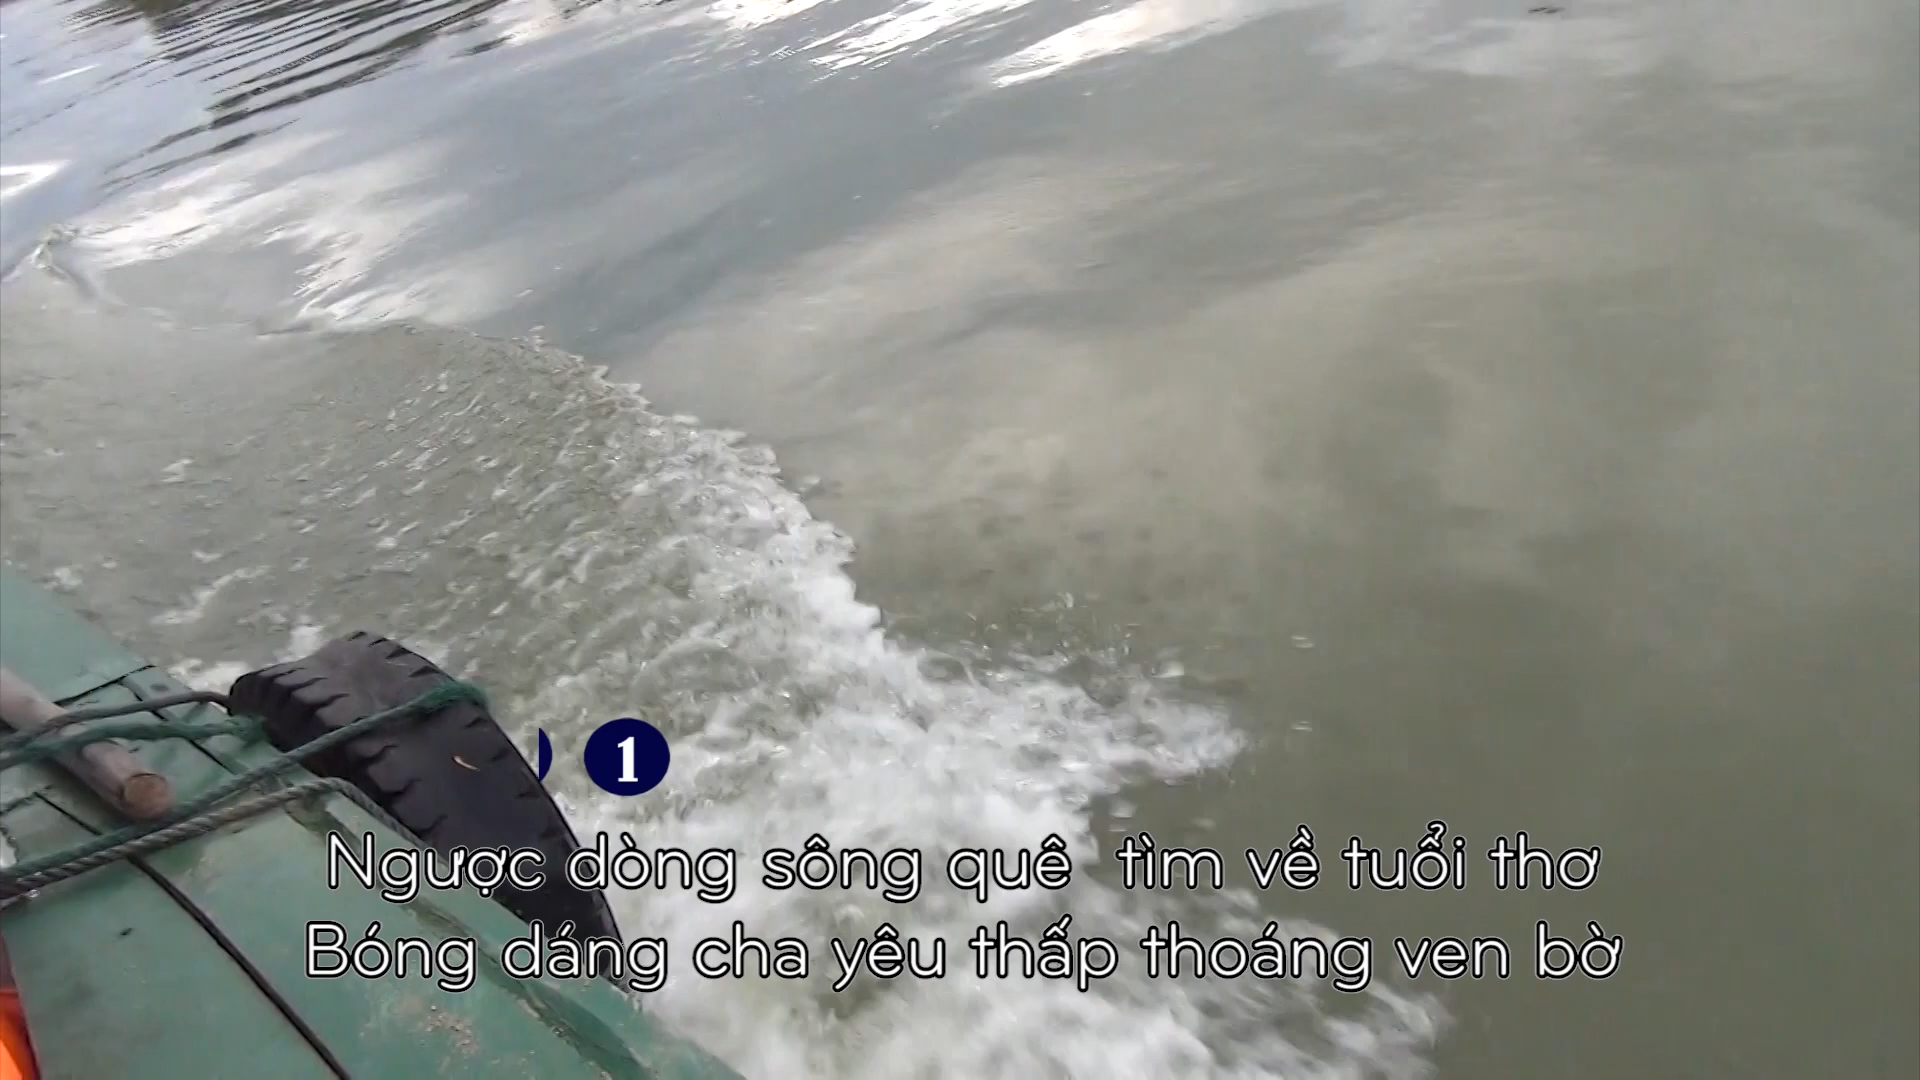 1
Ngược dòng sông quê tìm về tuổi thơ
Bóng dáng cha yêu thấp thoáng ven bờ